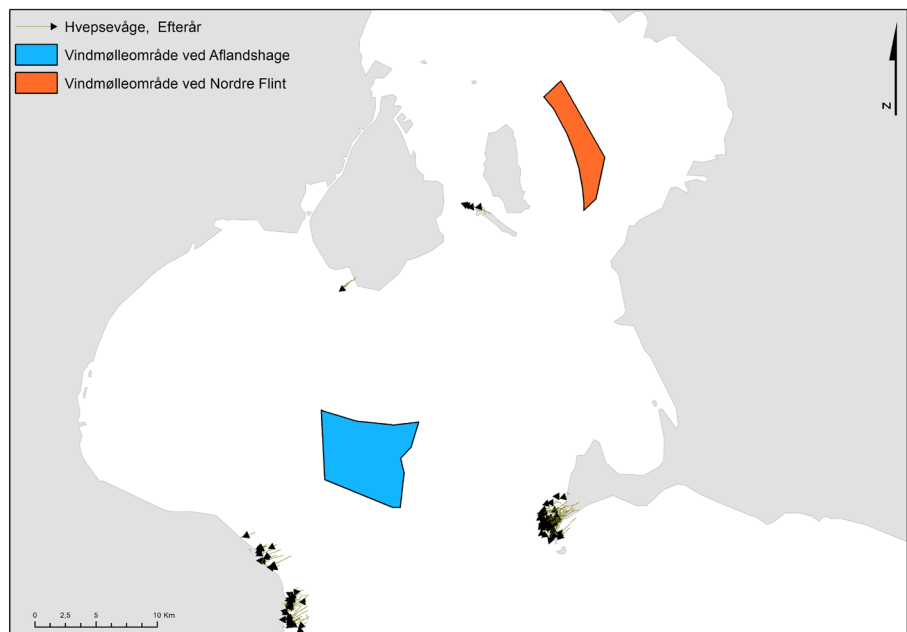 Hvepsevåge, Efterår
Vindmølleområde ved Aflandshage
Vindmølleområde ved Nordre Flint
N
0 2,5 5 10 Km